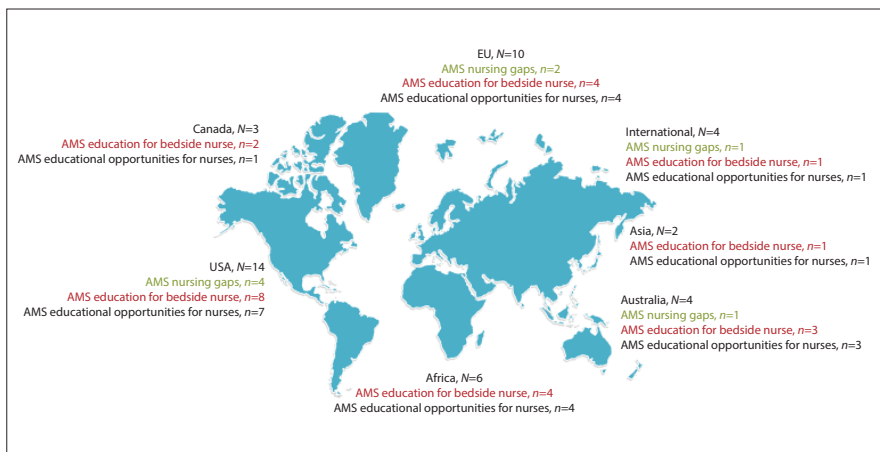 EU, N=10
AMS nursing gaps, n=2
AMS education for bedside nurse, n=4
AMS educational opportunities for nurses, n=4
Canada, N=3
AMS education for bedside nurse, n=2
AMS educational opportunities for nurses, n=1
International, N=4
AMS nursing gaps, n=1
AMS education for bedside nurse, n=1
AMS educational opportunities for nurses, n=1
Asia, N=2
AMS education for bedside nurse, n=1
AMS educational opportunities for nurses, n=1
USA, N=14
AMS nursing gaps, n=4
AMS education for bedside nurse, n=8
AMS educational opportunities for nurses, n=7
Australia, N=4
AMS nursing gaps, n=1
AMS education for bedside nurse, n=3
AMS educational opportunities for nurses, n=3
Africa, N=6
AMS education for bedside nurse, n=4
AMS educational opportunities for nurses, n=4